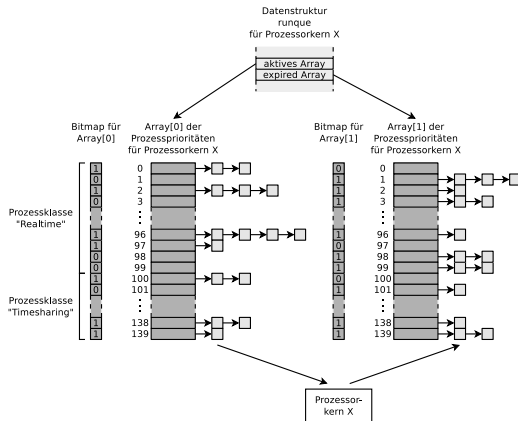 Datenstruktur
runque
für Prozessorkern X
aktives Array
expired Array
Bitmap für
Array[0]
Array[0] der
Prozessprioritäten
für Prozessorkern X
Bitmap für
Array[1]
Array[1] der
Prozessprioritäten
für Prozessorkern X
1 0 0 0
0 1 1 1
1 2 1 2
0 3 1 3
Prozessklasse
"Realtime"
1 96 1 96
1 97 0 97
0 98 1 98
0 99 1 99
1 100 0 100
0 101 1 101
Prozessklasse
"Timesharing"
1 138 1 138
1 139 1 139
Prozessor-
kern X